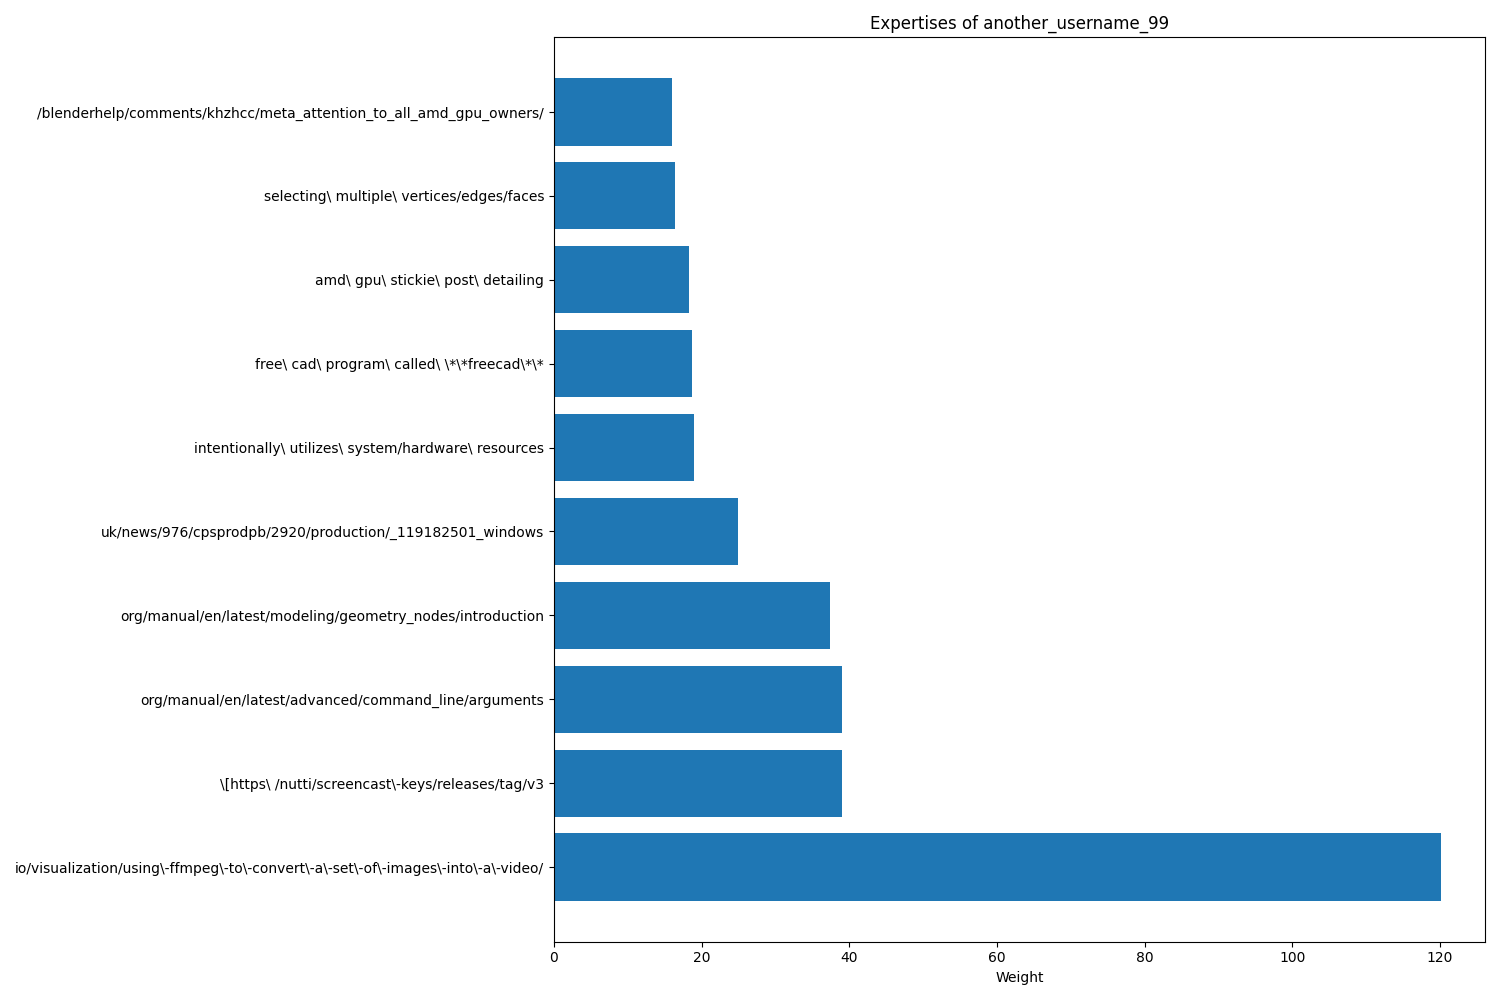 Expertises of another_username_99
/blenderhelp/comments/khzhcc/meta_attention_to_all_amd_gpu_owners/
selecting\ multiple\ vertices/edges/faces
amd\ gpu\ stickie\ post\ detailing
free\ cad\ program\ called\ \*\*freecad\*\*
intentionally\ utilizes\ system/hardware\ resources
uk/news/976/cpsprodpb/2920/production/_119182501_windows
org/manual/en/latest/modeling/geometry_nodes/introduction
org/manual/en/latest/advanced/command_line/arguments
\[https\ /nutti/screencast\-keys/releases/tag/v3
io/visualization/using\-ffmpeg\-to\-convert\-a\-set\-of\-images\-into\-a\-video/
0 20 40 60 80 100 120
Weight